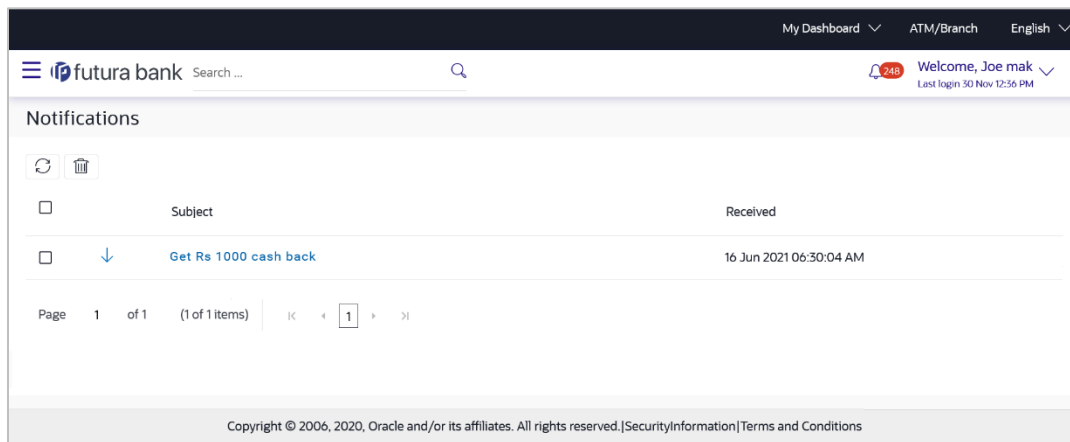 My Dashboard ATM/Branch English
futura bank Search ... 248 Welcome, Joe mak
Last login 30 Nov 12:36 PM
Notifications
Subject Received
Get Rs 1000 cash back 16 Jun 2021 06:30:04 AM
Page 1 of 1 (1 of 1 items) 1
Copyright © 2006, 2020, Oracle and/or its affiliates. All rights reserved.|SecurityInformation|Terms and Conditions